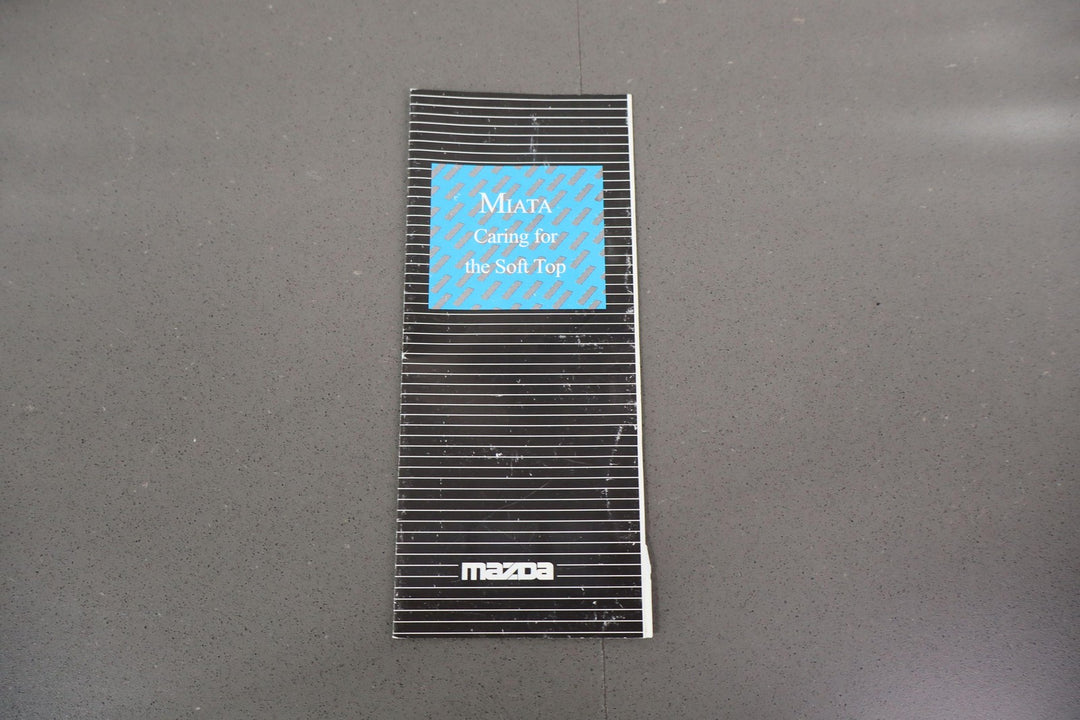 MIATA
Caring for
the Soft Top
mazDa